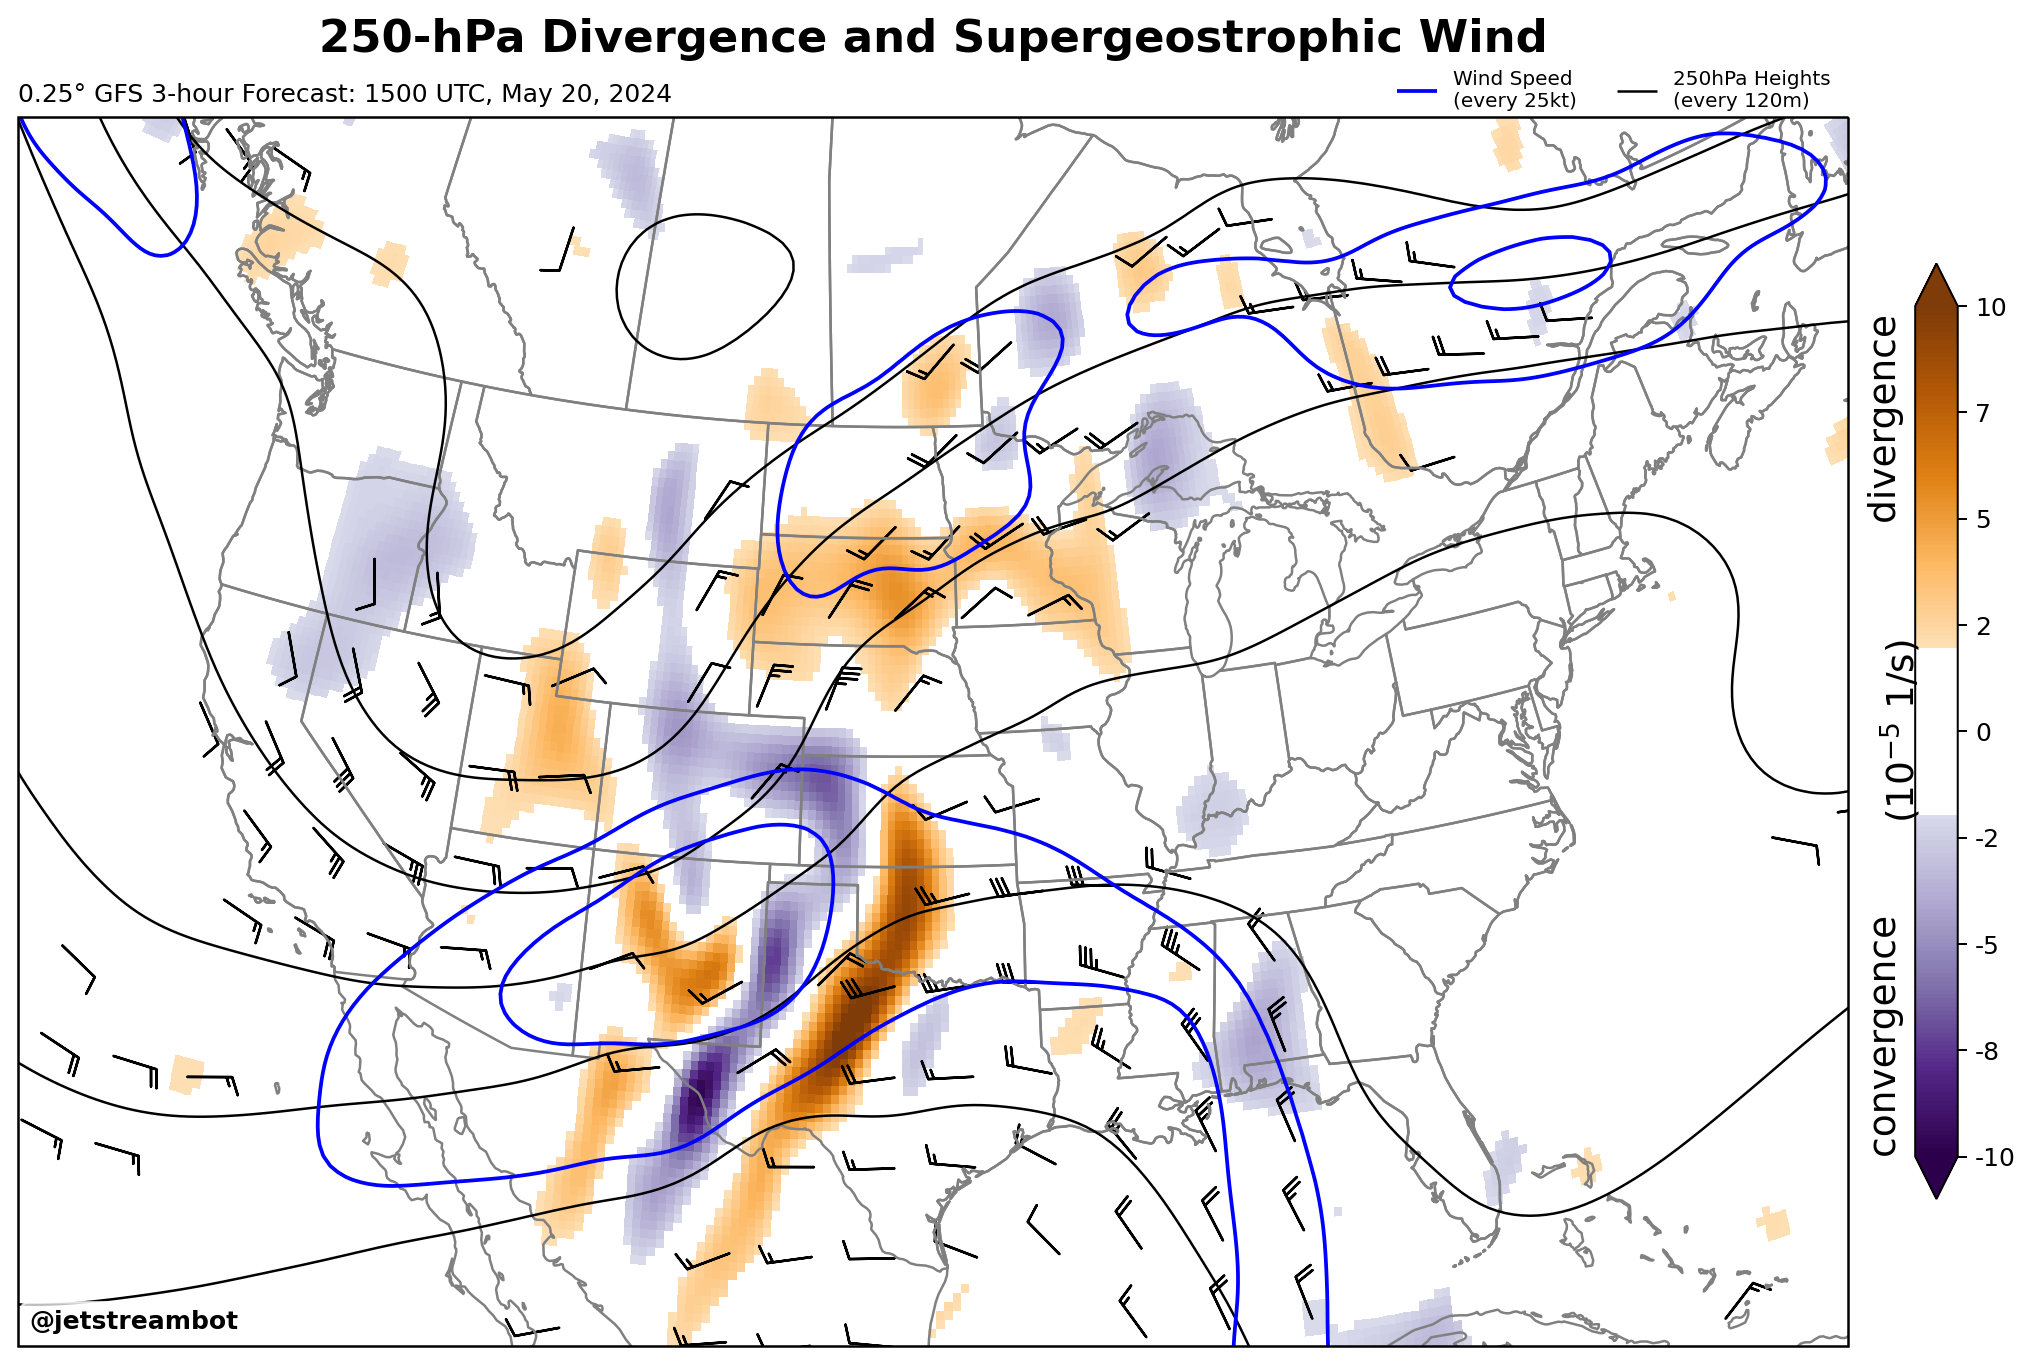 250-hPa Divergence and Supergeostrophic Wind
0.25° GFS 3-hour Forecast: 1500 UTC, May 20, 2024
Wind Speed
(every 25kt)
250hPa Heights
(every 120m)
10
7
5
2
0
-2
-5
-8
-10
convergence
(10⁻⁵ 1/s)
divergence
@jetstreambot